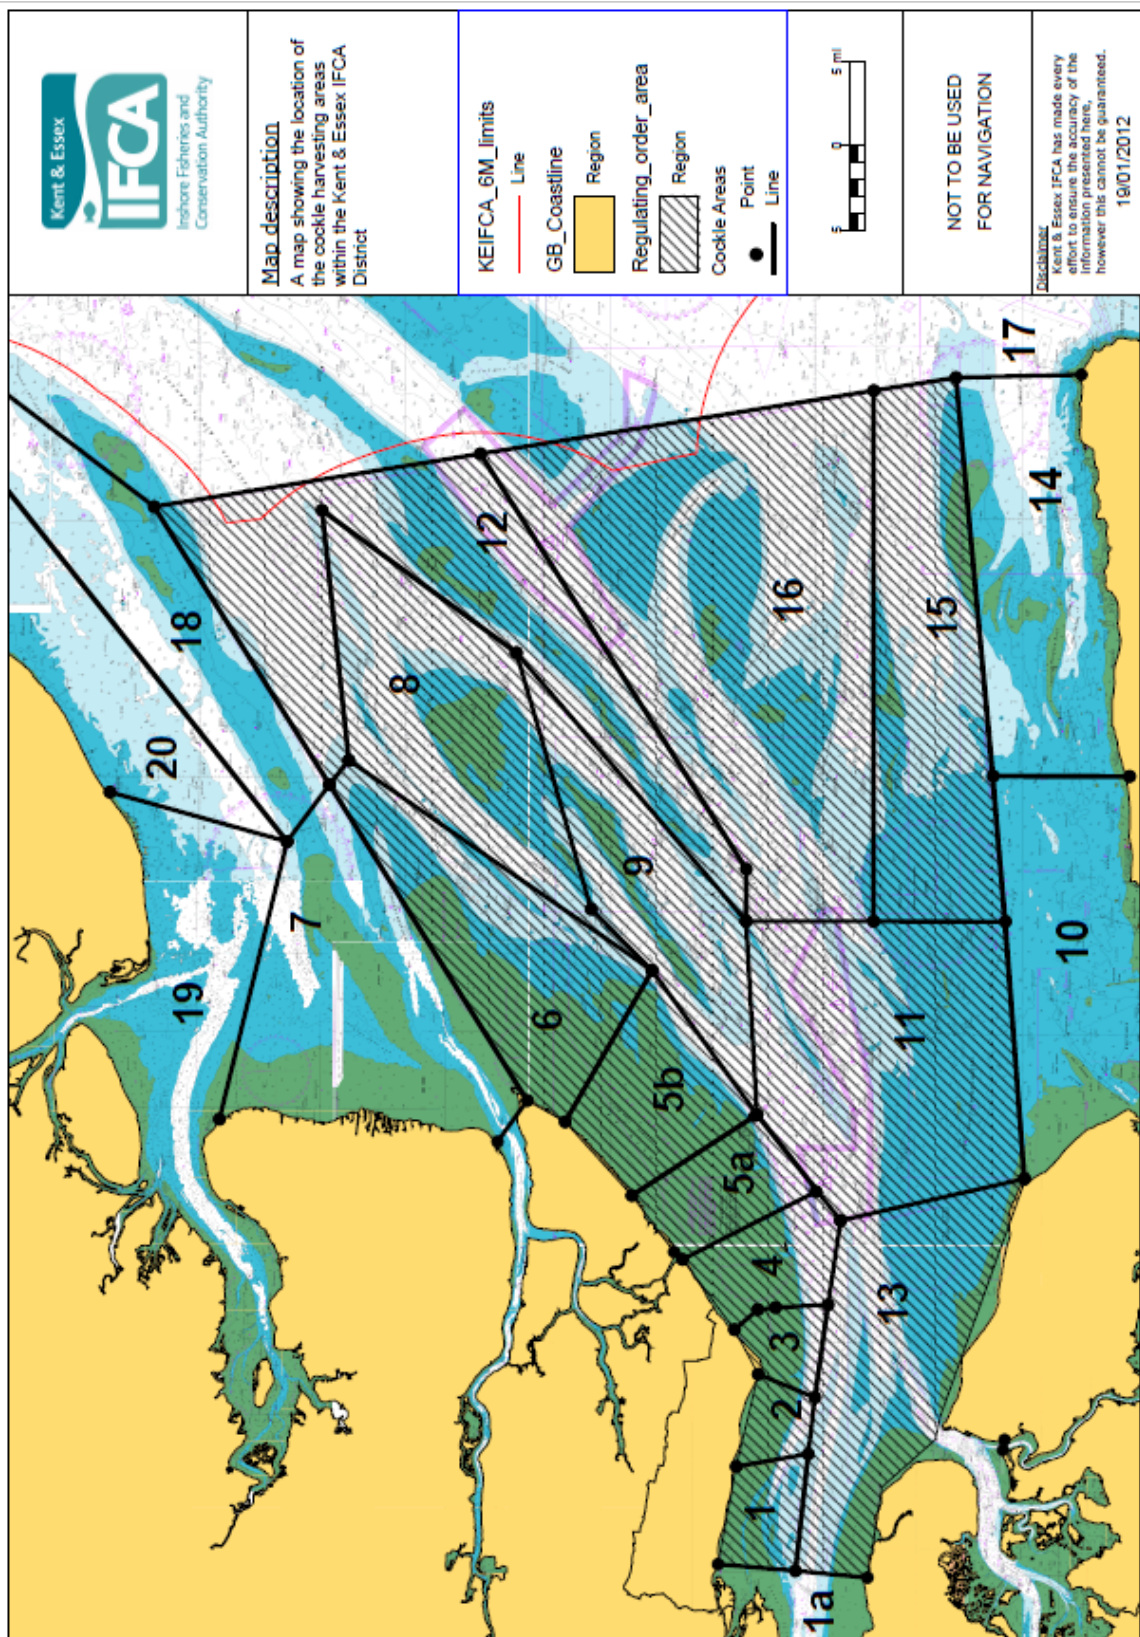 Kent & Essex
IFCA
Inshore Fisheries and
Conservation Authority
Map description
A map showing the location of
the cockle harvesting areas
within the Kent & Essex IFCA
District
KEIFCA_6M_limits
Line
GB_Coastline
Region
Regulating_order_area
Region
Cockle Areas
Point
Line
5 0 5 ml
NOT TO BE USED
FOR NAVIGATION
Disclaimer
Kent & Essex IFCA has made every
effort to ensure the accuracy of the
information presented here,
however this cannot be guaranteed.
19/01/2012
20
18
19
7
8
12
6
9
5b
16
5a
4
15
3
11
2
14
17
1
13
10
1a